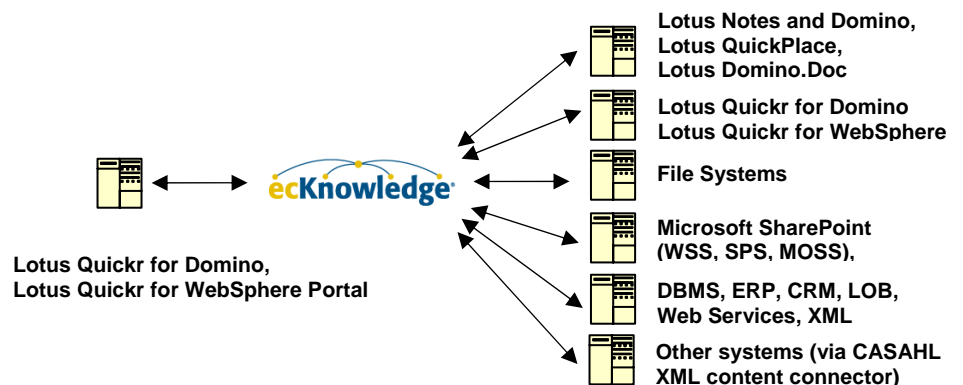 Lotus Notes and Domino,
Lotus QuickPlace,
Lotus Domino.Doc
Lotus Quickr for Domino
Lotus Quickr for WebSphere
File Systems
ecKnowledge
Microsoft SharePoint
(WSS, SPS, MOSS),
Lotus Quickr for Domino,
Lotus Quickr for WebSphere Portal
DBMS, ERP, CRM, LOB,
Web Services, XML
Other systems (via CASAHL
XML content connector)